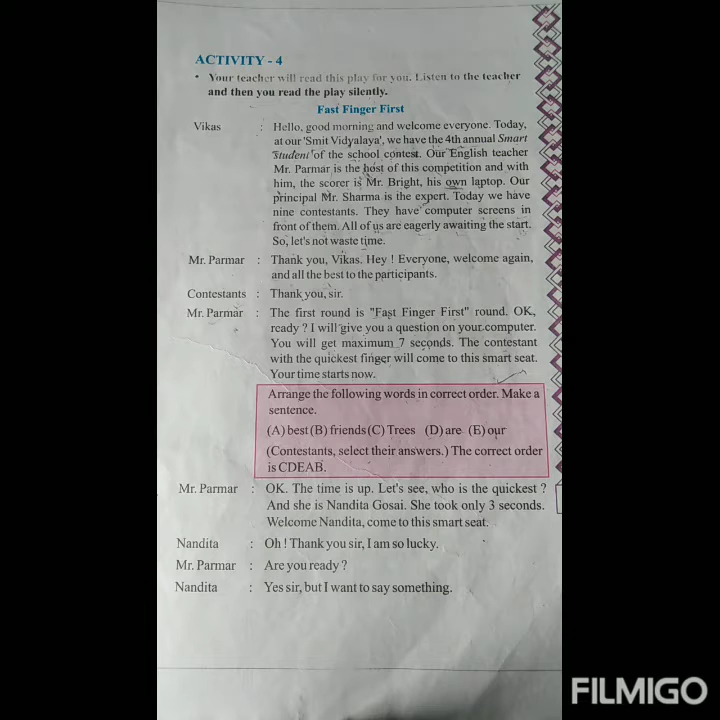 ACTIVITY - 4
• Your teacher will read this play for you. Listen to the teacher
and then you read the play silently.
Fast Finger First
Vikas : Hello, good morning and welcome everyone. Today,
at our 'Smit Vidyalaya', we have the 4th annual Smart
Student of the school contest. Our English teacher
Mr. Parmar is the host of this competition and with
him, the scorer is Mr. Bright, his own laptop. Our
principal Mr. Sharma is the expert. Today we have
nine contestants. They have computer screens in
front of them. All of us are eagerly awaiting the start.
So, let's not waste time.
Mr. Parmar : Thank you, Vikas. Hey ! Everyone, welcome again,
and all the best to the participants.
Contestants : Thank you, sir.
Mr. Parmar : The first round is "Fast Finger First" round. OK,
ready ? I will give you a question on your computer.
You will get maximum 7 seconds. The contestant
with the quickest finger will come to this smart seat.
Your time starts now.
Arrange the following words in correct order. Make a
sentence.
(A) best (B) friends (C) Trees (D) are (E) our
(Contestants, select their answers.) The correct order
is CDEAB.
Mr. Parmar : OK. The time is up. Let's see, who is the quickest ?
And she is Nandita Gosai. She took only 3 seconds.
Welcome Nandita, come to this smart seat.
Nandita : Oh ! Thank you sir, I am so lucky.
Mr. Parmar : Are you ready ?
Nandita : Yes sir, but I want to say something.
FILMIGO